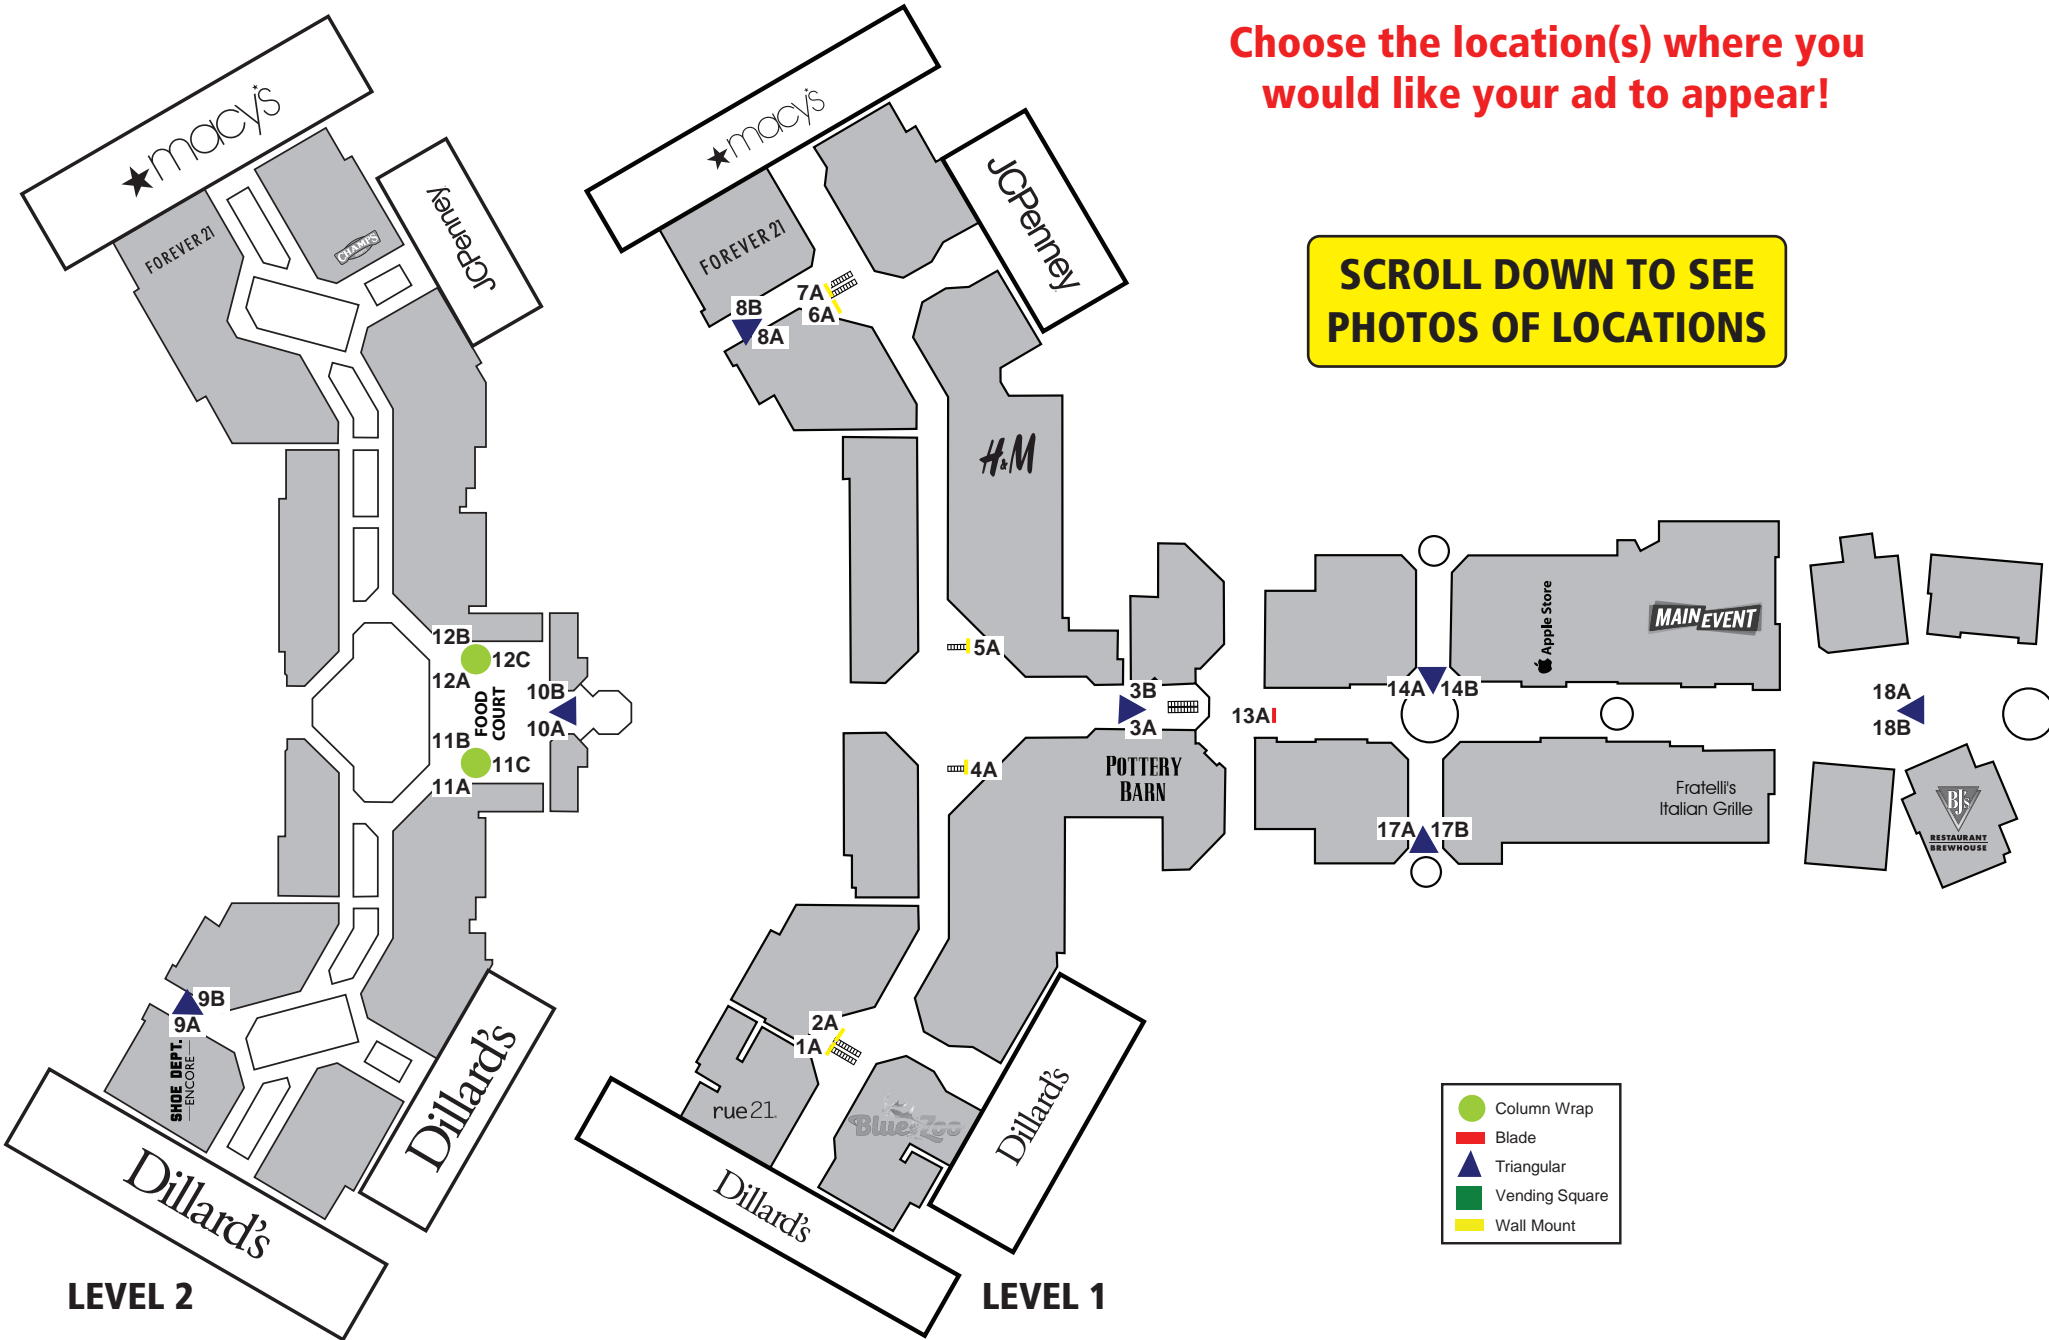 Choose the location(s) where you
would like your ad to appear!
SCROLL DOWN TO SEE
PHOTOS OF LOCATIONS
macy's
FOREVER 21
CHAMPS
JCPenney
12B
12C
12A
FOOD
COURT
10B
10A
11B
11C
11A
9B
9A
SHOE DEPT.
ENCORE
Dillard's
Dillard's
LEVEL 2
macy's
JCPenney
FOREVER 21
7A
6A
8B
8A
H&M
5A
3B
3A
4A
POTTERY
BARN
2A
1A
rue21
Blue Zoo
Dillard's
Dillard's
LEVEL 1
13A
14A
14B
Apple Store
MAIN EVENT
17A
17B
Fratelli's
Italian Grille
18A
18B
BJ's
RESTAURANT
BREWHOUSE
Column Wrap
Blade
Triangular
Vending Square
Wall Mount